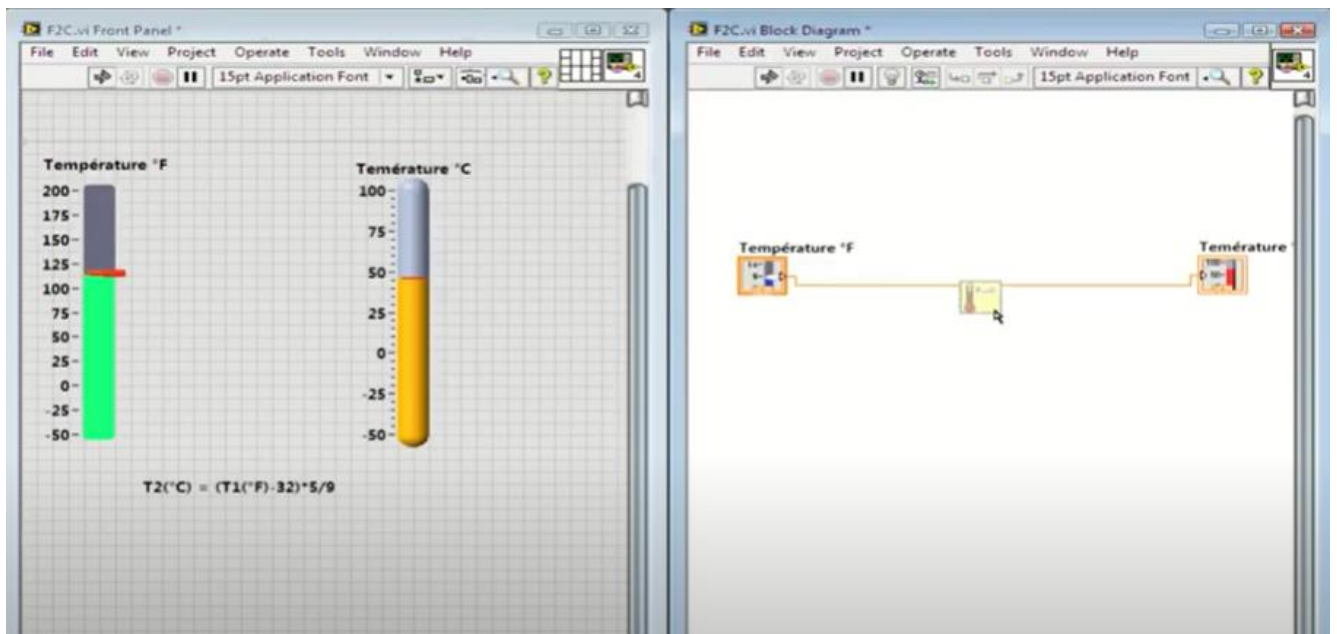 F2C.vi Front Panel *
File Edit View Project Operate Tools Window Help
15pt Application Font
4
Température °F
200
175
150
125
100
75
50
25
0
-25
-50
Temérature °C
100
75
50
25
0
-25
-50
T2(°C) = (T1(°F)-32)*5/9
F2C.vi Block Diagram *
File Edit View Project Operate Tools Window Help
15pt Application Font
4
Température °F
Temérature